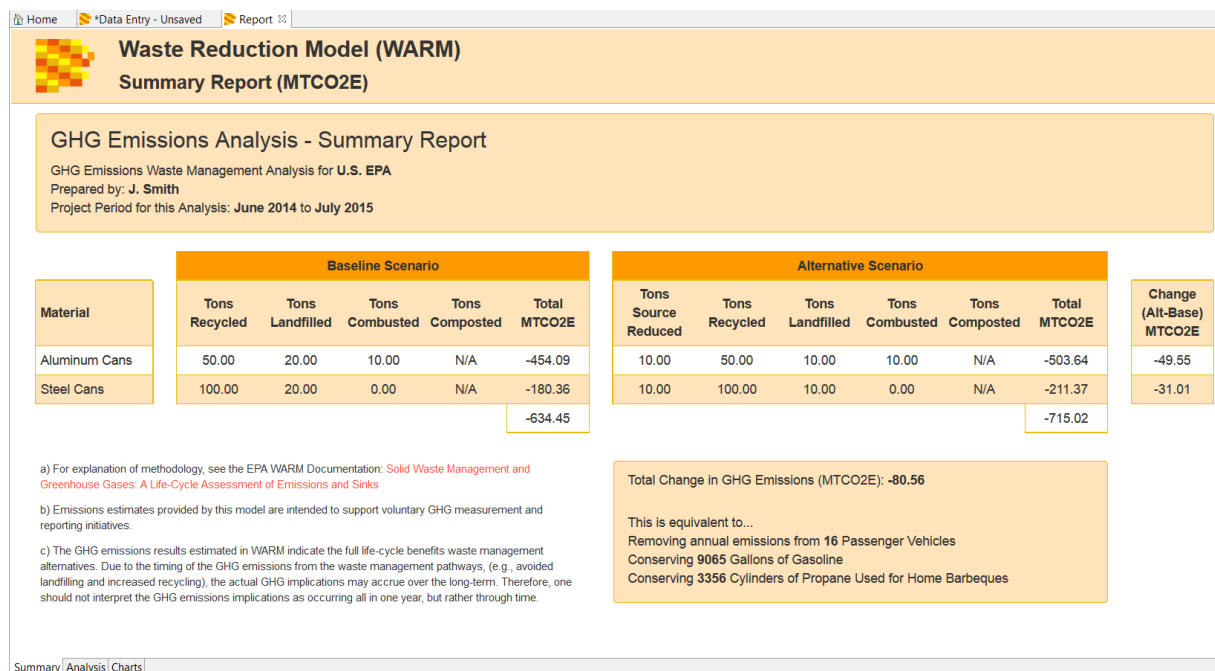 Home *Data Entry - Unsaved Report
Waste Reduction Model (WARM)
Summary Report (MTCO2E)
GHG Emissions Analysis - Summary Report
GHG Emissions Waste Management Analysis for U.S. EPA
Prepared by: J. Smith
Project Period for this Analysis: June 2014 to July 2015
Baseline Scenario Alternative Scenario
Material Tons Recycled Tons Landfilled Tons Combusted Tons Composted Total MTCO2E Tons Source Reduced Tons Recycled Tons Landfilled Tons Combusted Tons Composted Total MTCO2E Change (Alt-Base) MTCO2E
Aluminum Cans 50.00 20.00 10.00 N/A -454.09 10.00 50.00 10.00 10.00 N/A -503.64 -49.55
Steel Cans 100.00 20.00 0.00 N/A -180.36 10.00 100.00 10.00 0.00 N/A -211.37 -31.01
-634.45 -715.02
a) For explanation of methodology, see the EPA WARM Documentation: Solid Waste Management and
Greenhouse Gases: A Life-Cycle Assessment of Emissions and Sinks
b) Emissions estimates provided by this model are intended to support voluntary GHG measurement and
reporting initiatives.
c) The GHG emissions results estimated in WARM indicate the full life-cycle benefits waste management
alternatives. Due to the timing of the GHG emissions from the waste management pathways, (e.g., avoided
landfilling and increased recycling), the actual GHG implications may accrue over the long-term. Therefore, one
should not interpret the GHG emissions implications as occurring all in one year, but rather through time.
Total Change in GHG Emissions (MTCO2E): -80.56
This is equivalent to...
Removing annual emissions from 16 Passenger Vehicles
Conserving 9065 Gallons of Gasoline
Conserving 3356 Cylinders of Propane Used for Home Barbeques
Summary Analysis Charts